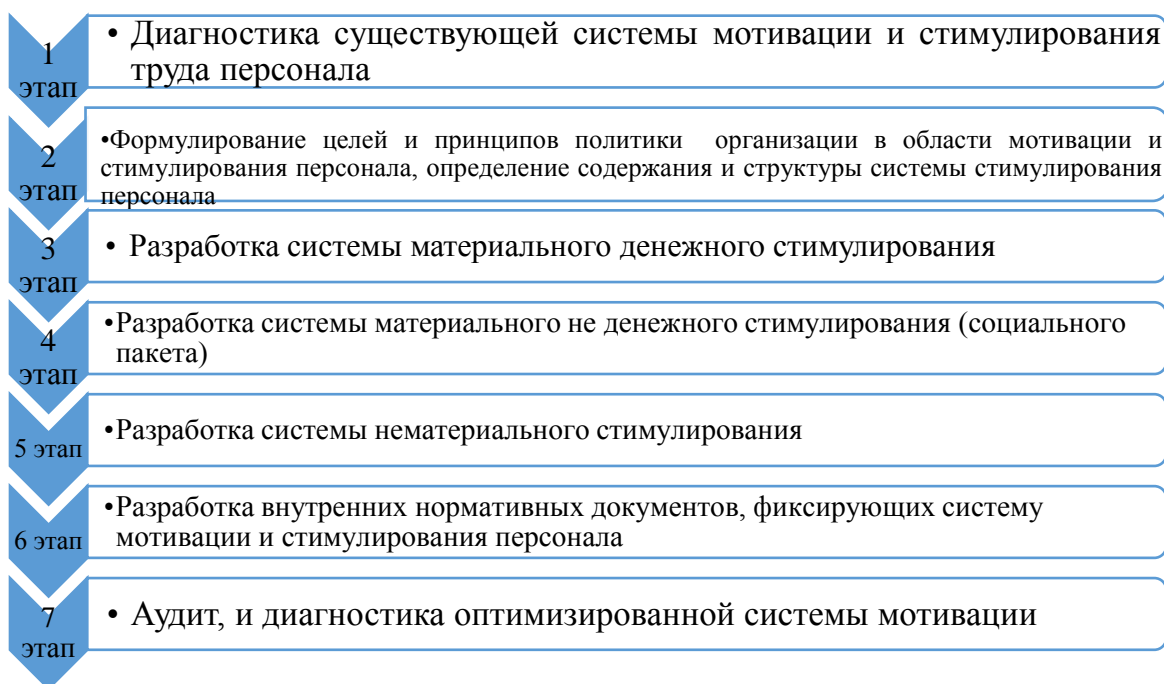 1
этап
• Диагностика существующей системы мотивации и стимулирования
труда персонала
2
этап
•Формулирование целей и принципов политики организации в области мотивации и
стимулирования персонала, определение содержания и структуры системы стимулирования
персонала
3
этап
• Разработка системы материального денежного стимулирования
4
этап
•Разработка системы материального не денежного стимулирования (социального
пакета)
5 этап
•Разработка системы нематериального стимулирования
6 этап
•Разработка внутренних нормативных документов, фиксирующих систему
мотивации и стимулирования персонала
7
этап
• Аудит, и диагностика оптимизированной системы мотивации